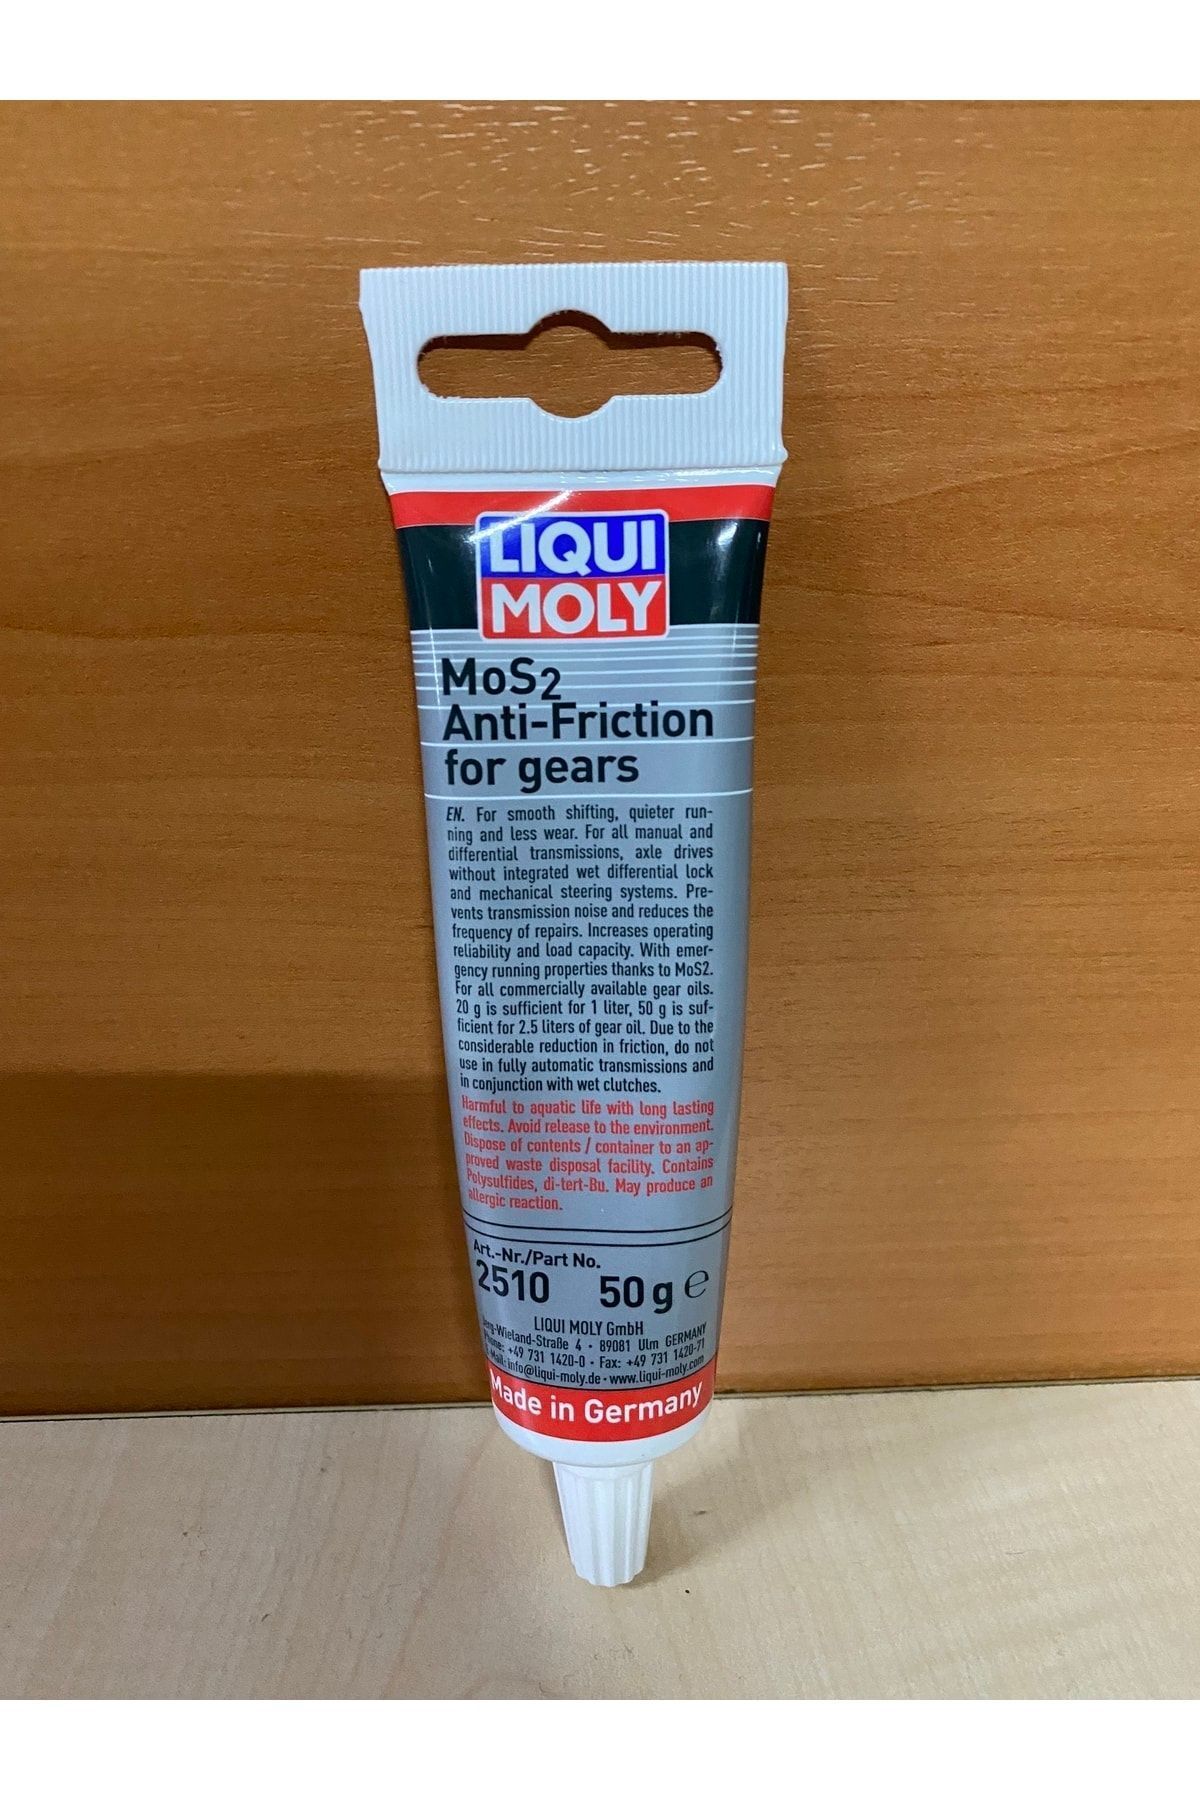 LIQUI
MOLY
MoS2
Anti-Friction
for gears
EN. For smooth shifting, quieter run-
ning and less wear. For all manual and
differential transmissions, axle drives
without integrated wet differential lock
and mechanical steering systems. Pre-
vents transmission noise and reduces the
frequency of repairs. Increases operating
reliability and load capacity. With emer-
gency running properties thanks to MoS2.
For all commercially available gear oils.
20 g is sufficient for 1 liter, 50 g is suf-
ficient for 2.5 liters of gear oil. Due to the
considerable reduction in friction, do not
use in fully automatic transmissions and
in conjunction with wet clutches.
Harmful to aquatic life with long lasting
effects. Avoid release to the environment.
Dispose of contents / container to an ap-
proved waste disposal facility. Contains
Polysulfides, di-tert-Bu. May produce an
allergic reaction.
Art.-Nr./Part No.
2510 50 g ℮
LIQUI MOLY GmbH
Jerg-Wieland-Straße 4 · 89081 Ulm GERMANY
Phone: +49 731 1420-0 · Fax: +49 731 1420-71
E-Mail: info@liqui-moly.de · www.liqui-moly.com
Made in Germany